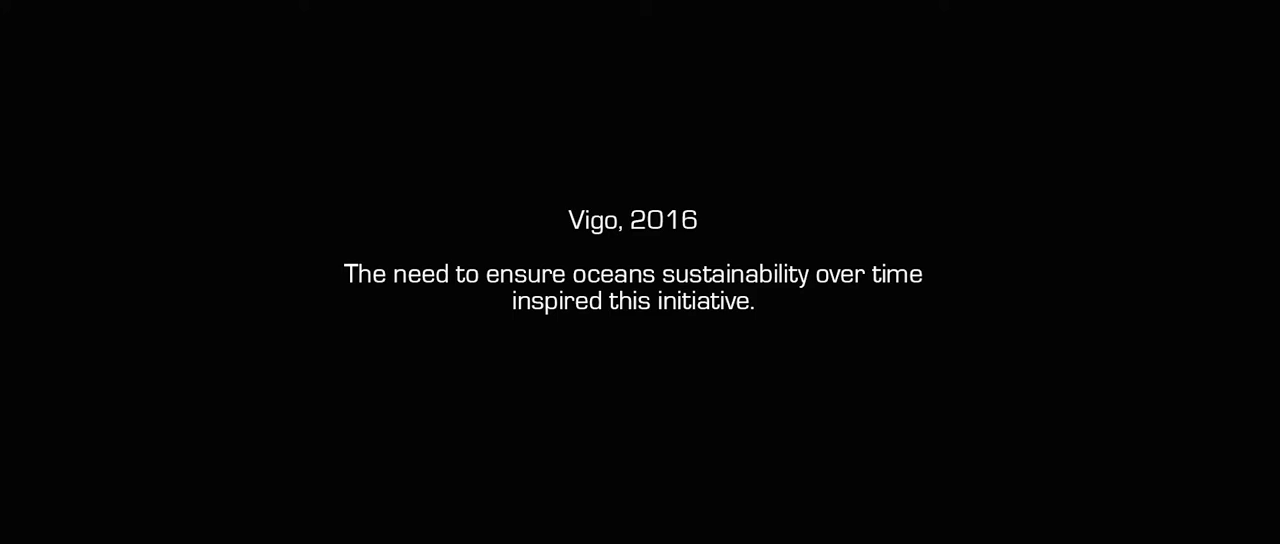 Vigo, 2016
The need to ensure oceans sustainability over time
inspired this initiative.